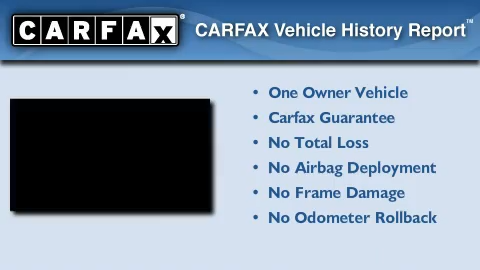 CARFAX® CARFAX Vehicle History Report™
• One Owner Vehicle
• Carfax Guarantee
• No Total Loss
• No Airbag Deployment
• No Frame Damage
• No Odometer Rollback